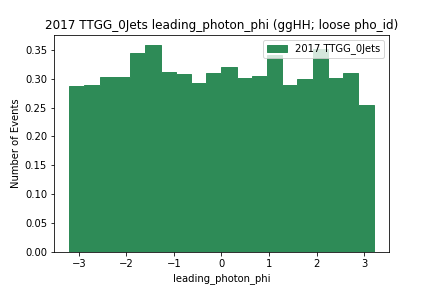 2017 TTGG_0Jets leading_photon_phi (ggHH; loose pho_id)
2017 TTGG_0Jets
Number of Events
0.35
0.30
0.25
0.20
0.15
0.10
0.05
0.00
−3 −2 −1 0 1 2 3
leading_photon_phi